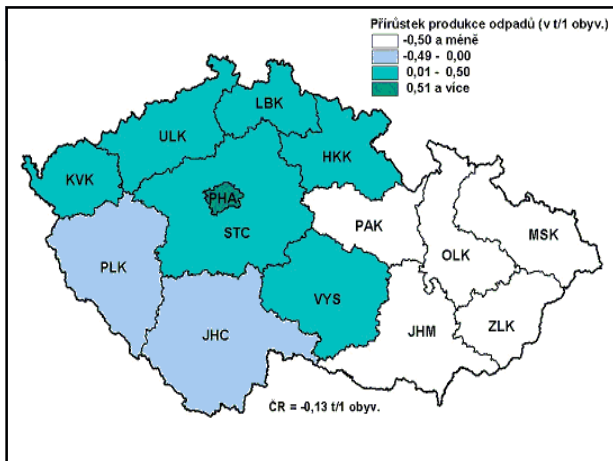 Přírůstek produkce odpadů (v t/1 obyv.)
-0,50 a méně
-0,49 - 0,00
0,01 - 0,50
0,51 a více
LBK
ULK
HKK
KVK
PHA
STC
PAK
MSK
OLK
PLK
VYS
JHC
JHM
ZLK
ČR = -0,13 t/1 obyv.